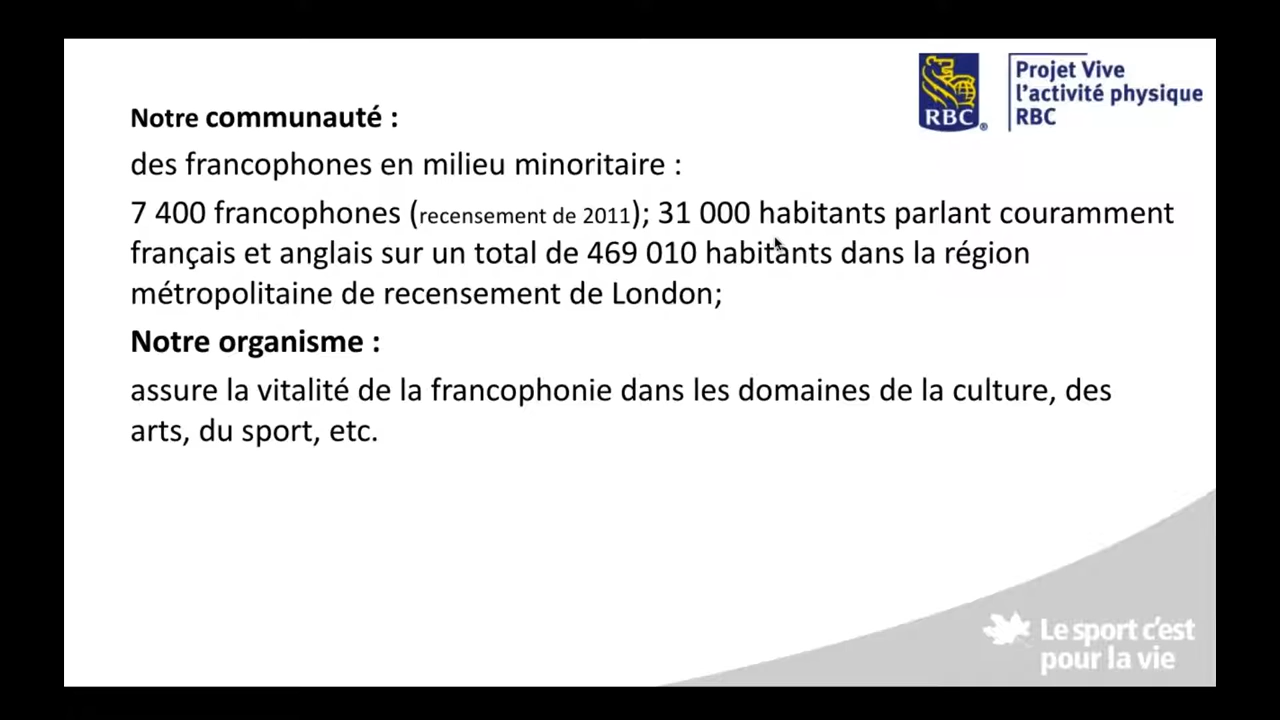 RBC®
Projet Vive
l'activité physique
RBC
Notre communauté :
des francophones en milieu minoritaire :
7 400 francophones (recensement de 2011); 31 000 habitants parlant couramment
français et anglais sur un total de 469 010 habitants dans la région
métropolitaine de recensement de London;
Notre organisme :
assure la vitalité de la francophonie dans les domaines de la culture, des
arts, du sport, etc.
Le sport c'est
pour la vie